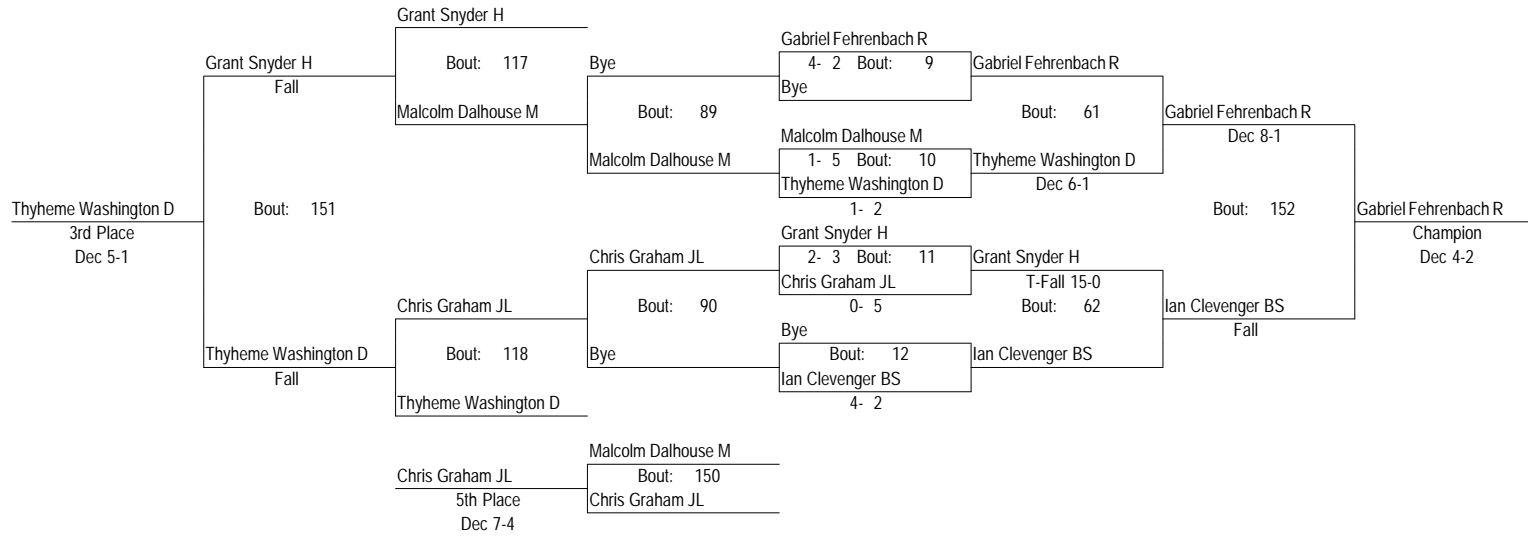 Grant Snyder H
Gabriel Fehrenbach R
Grant Snyder H Bout: 117 Bye 4- 2 Bout: 9 Gabriel Fehrenbach R
Fall
Bye
Malcolm Dalhouse M Bout: 89 Bout: 61 Gabriel Fehrenbach R
Dec 8-1
Malcolm Dalhouse M
Malcolm Dalhouse M 1- 5 Bout: 10 Thyheme Washington D
Thyheme Washington D Dec 6-1
1- 2
Thyheme Washington D Bout: 151 Bout: 152 Gabriel Fehrenbach R
3rd Place Champion
Dec 5-1 Dec 4-2
Grant Snyder H
Chris Graham JL 2- 3 Bout: 11 Grant Snyder H
Chris Graham JL T-Fall 15-0
Chris Graham JL Bout: 90 0- 5 Bout: 62 Ian Clevenger BS
Fall
Bye
Thyheme Washington D Bout: 118 Bye Bout: 12 Ian Clevenger BS
Fall Ian Clevenger BS
Thyheme Washington D 4- 2
Malcolm Dalhouse M
Chris Graham JL Bout: 150
5th Place Chris Graham JL
Dec 7-4